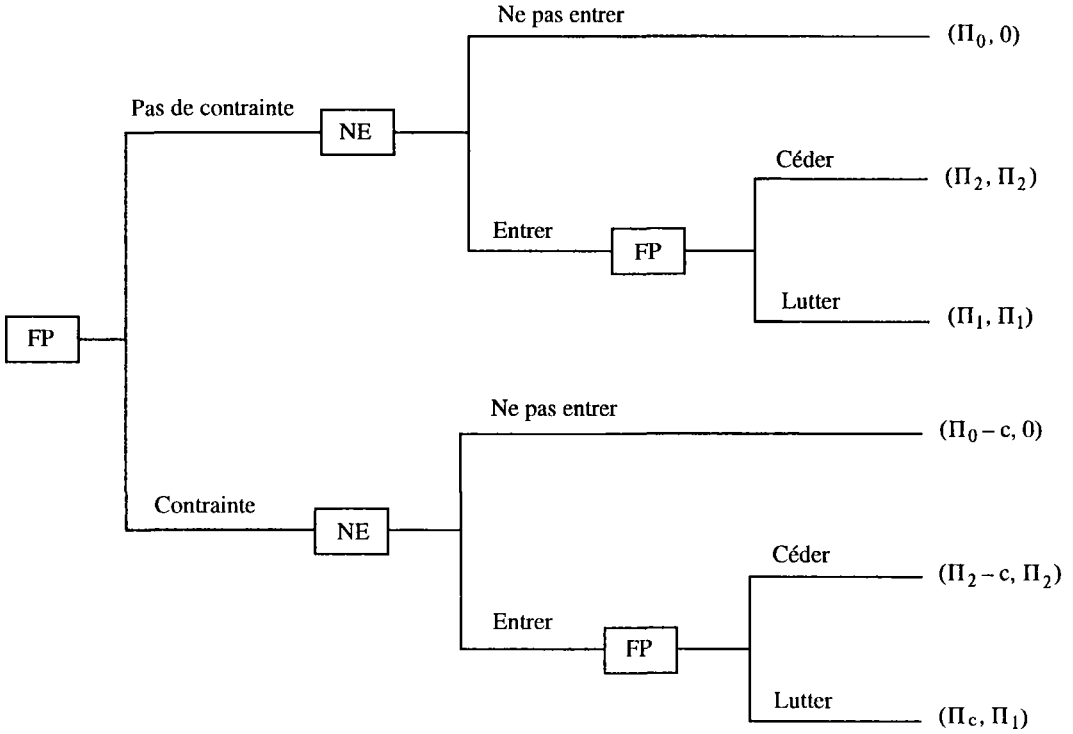 Ne pas entrer
(Π₀, 0)
Pas de contrainte
NE
Céder
(Π₂, Π₂)
Entrer
FP
Lutter
(Π₁, Π₁)
FP
Ne pas entrer
(Π₀ – c, 0)
Contrainte
NE
Céder
(Π₂ – c, Π₂)
Entrer
FP
Lutter
(Πc, Π₁)